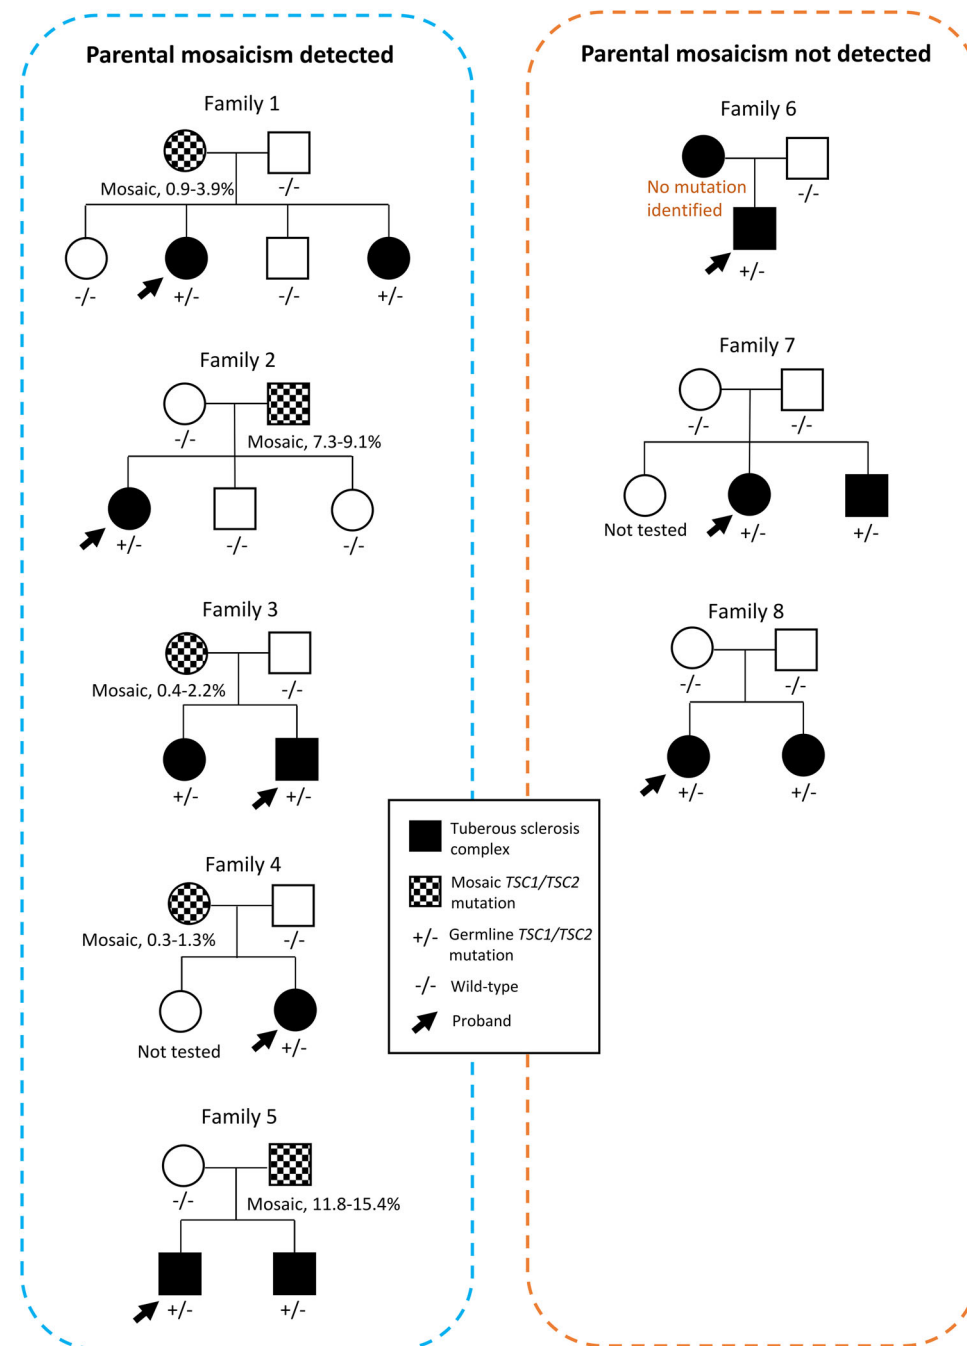 Parental mosaicism detected
Family 1
Mosaic, 0.9-3.9%
-/-
-/-
+/-
-/-
+/-
Family 2
-/-
Mosaic, 7.3-9.1%
+/-
-/-
-/-
Family 3
Mosaic, 0.4-2.2%
-/-
+/-
+/-
Family 4
Mosaic, 0.3-1.3%
-/-
Not tested
+/-
Family 5
-/-
Mosaic, 11.8-15.4%
+/-
+/-
Parental mosaicism not detected
Family 6
No mutation
identified
-/-
+/-
Family 7
-/-
-/-
Not tested
+/-
+/-
Family 8
-/-
-/-
+/-
+/-
Tuberous sclerosis
complex
Mosaic TSC1/TSC2
mutation
+/- Germline TSC1/TSC2
mutation
-/- Wild-type
Proband